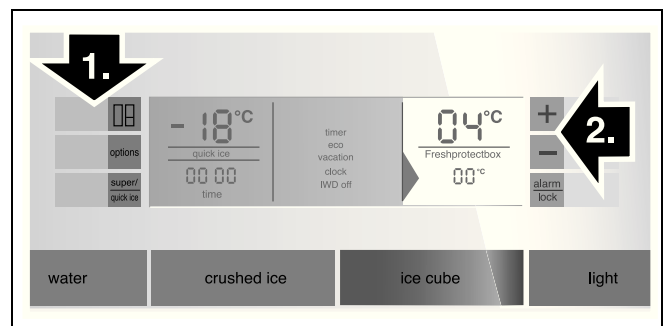 1.
2.
- 18°C
quick ice
00 00
time
timer
eco
vacation
clock
IWD off
04°C
Freshprotectbox
00°C
options
super/
quick ice
+
-
alarm
lock
water
crushed ice
ice cube
light